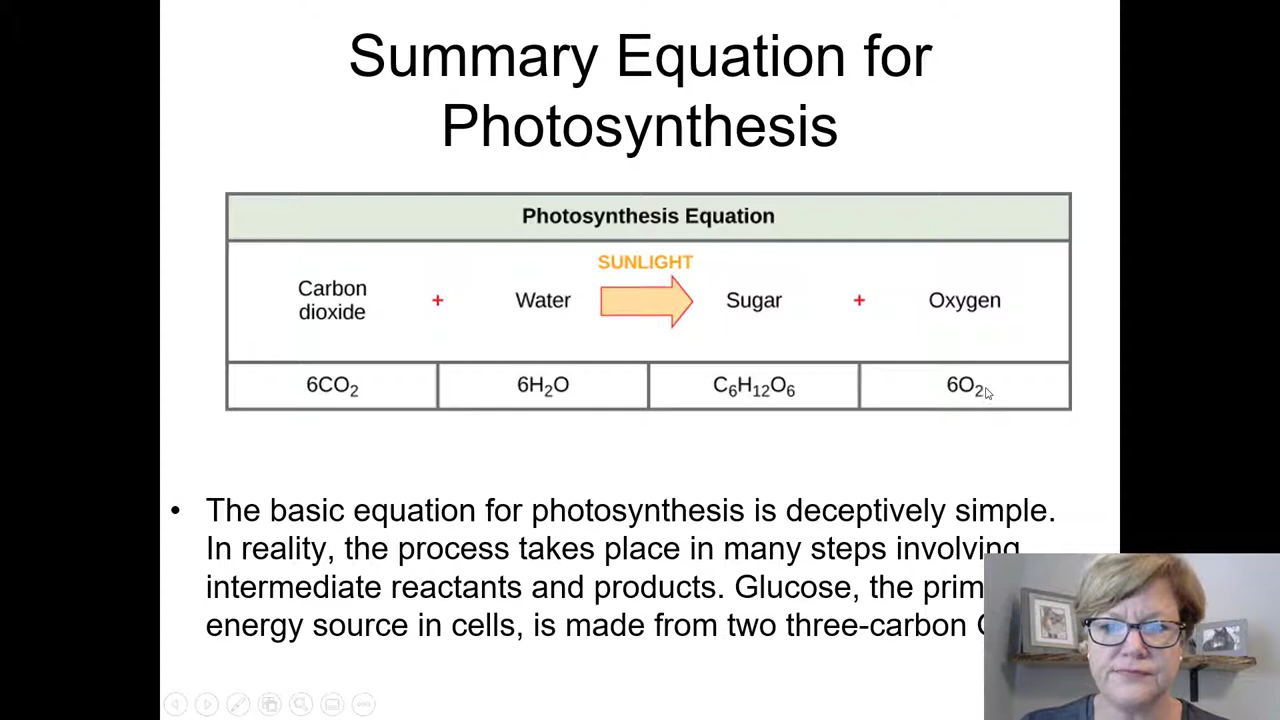 Summary Equation for
Photosynthesis
Photosynthesis Equation
SUNLIGHT
Carbon
dioxide
+
Water
Sugar
+
Oxygen
6CO₂
6H₂O
C₆H₁₂O₆
6O₂
• The basic equation for photosynthesis is deceptively simple.
In reality, the process takes place in many steps involving
intermediate reactants and products. Glucose, the
energy source in cells, is made from two three-carbon